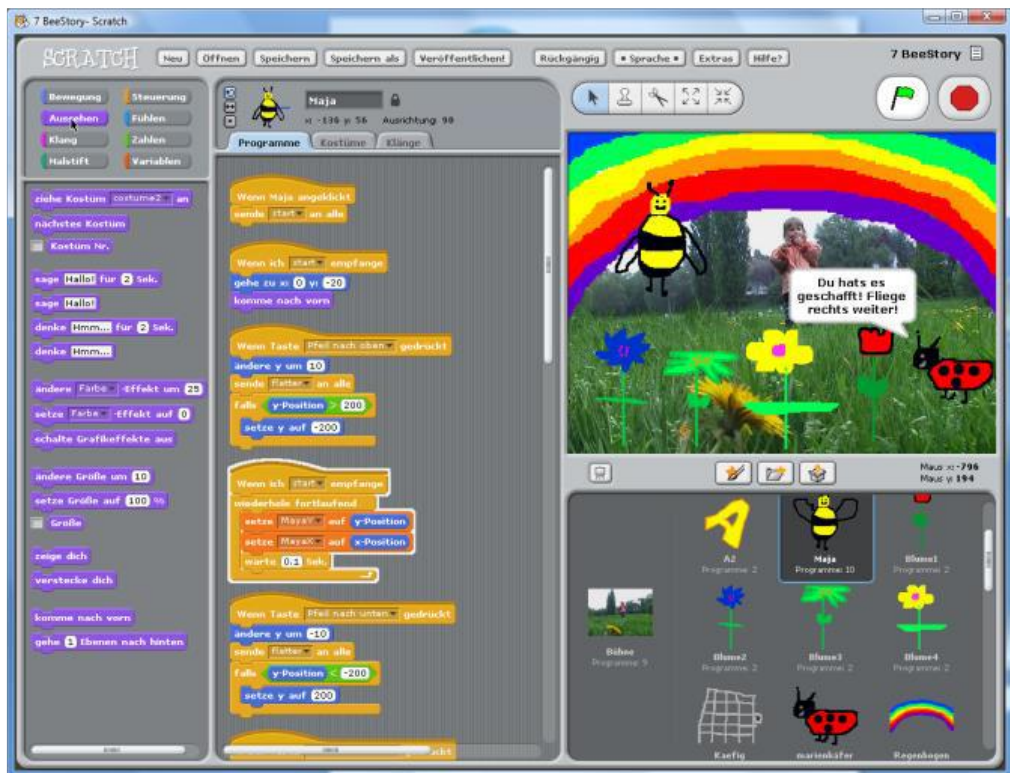 7 BeeStory- Scratch
SCRATCH
Neu
Öffnen
Speichern
Speichern als
Veröffentlichen!
Rückgängig
Sprache
Extras
Hilfe?
7 BeeStory
Bewegung
Steuerung
Aussehen
Fühlen
Klang
Zahlen
Malstift
Variablen
ziehe Kostüm costume2 an
nächstes Kostüm
Kostüm Nr.
sage Hallo! für 2 Sek.
sage Hallo!
denke Hmm... für 2 Sek.
denke Hmm...
ändere Farbe -Effekt um 25
setze Farbe -Effekt auf 0
schalte Grafikeffekte aus
ändere Größe um 10
setze Größe auf 100 %
Größe
zeige dich
verstecke dich
komme nach vorn
gehe 1 Ebenen nach hinten
Maja
x: -136 y: 56 Ausrichtung: 90
Programme
Kostüme
Klänge
Wenn Maja angeklickt
sende start an alle
Wenn ich start empfange
gehe zu x: 0 y: -20
komme nach vorn
Wenn Taste Pfeil nach oben gedrückt
ändere y um 10
sende flatter an alle
falls y-Position > 200
setze y auf -200
Wenn ich start empfange
wiederhole fortlaufend
setze MayaY auf y-Position
setze MayaX auf x-Position
warte 0.1 Sek.
Wenn Taste Pfeil nach unten gedrückt
ändere y um -10
sende flatter an alle
falls y-Position < -200
setze y auf 200
Du hats es
geschafft! Fliege
rechts weiter!
Maus x: -796
Maus y: 194
A2
Programme: 2
Maja
Programme: 10
Blume1
Programme: 2
Bühne
Programme: 9
Blume2
Programme: 2
Blume3
Programme: 2
Blume4
Programme: 2
Kaefig
marienkäfer
Regenbogen